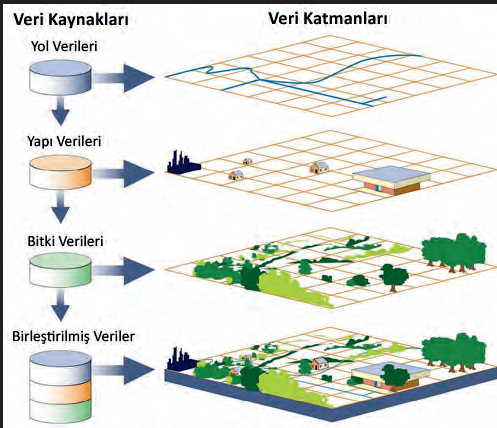 Veri Kaynakları
Veri Katmanları
Yol Verileri
Yapı Verileri
Bitki Verileri
Birleştirilmiş Veriler